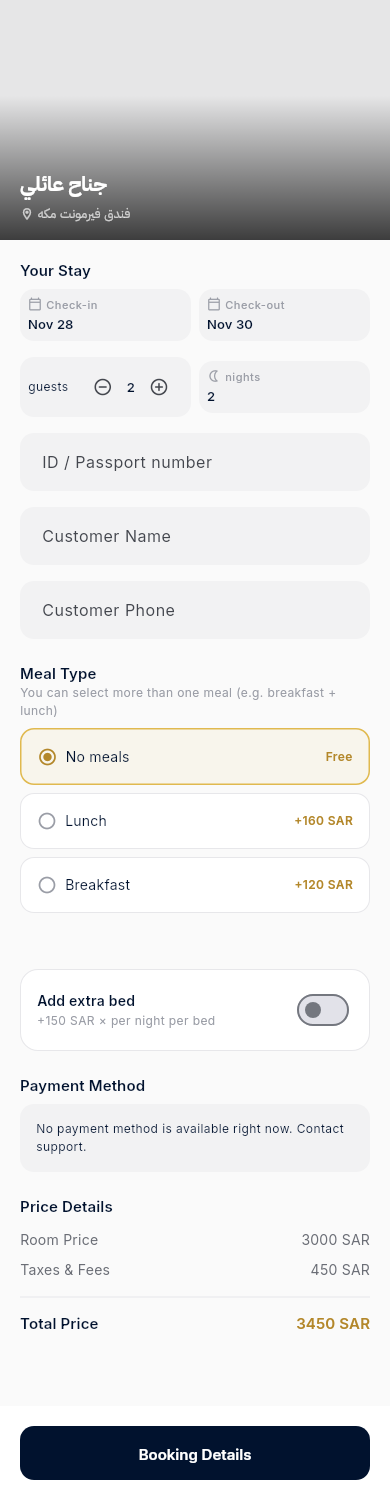 جناح عائلي
فندق فيرمونت مكه
Your Stay
Check-in
Nov 28
Check-out
Nov 30
guests
2
nights
2
ID / Passport number
Customer Name
Customer Phone
Meal Type
You can select more than one meal (e.g. breakfast +
lunch)
No meals
Free
Lunch
+160 SAR
Breakfast
+120 SAR
Add extra bed
+150 SAR × per night per bed
Payment Method
No payment method is available right now. Contact
support.
Price Details
Room Price
3000 SAR
Taxes & Fees
450 SAR
Total Price
3450 SAR
Booking Details